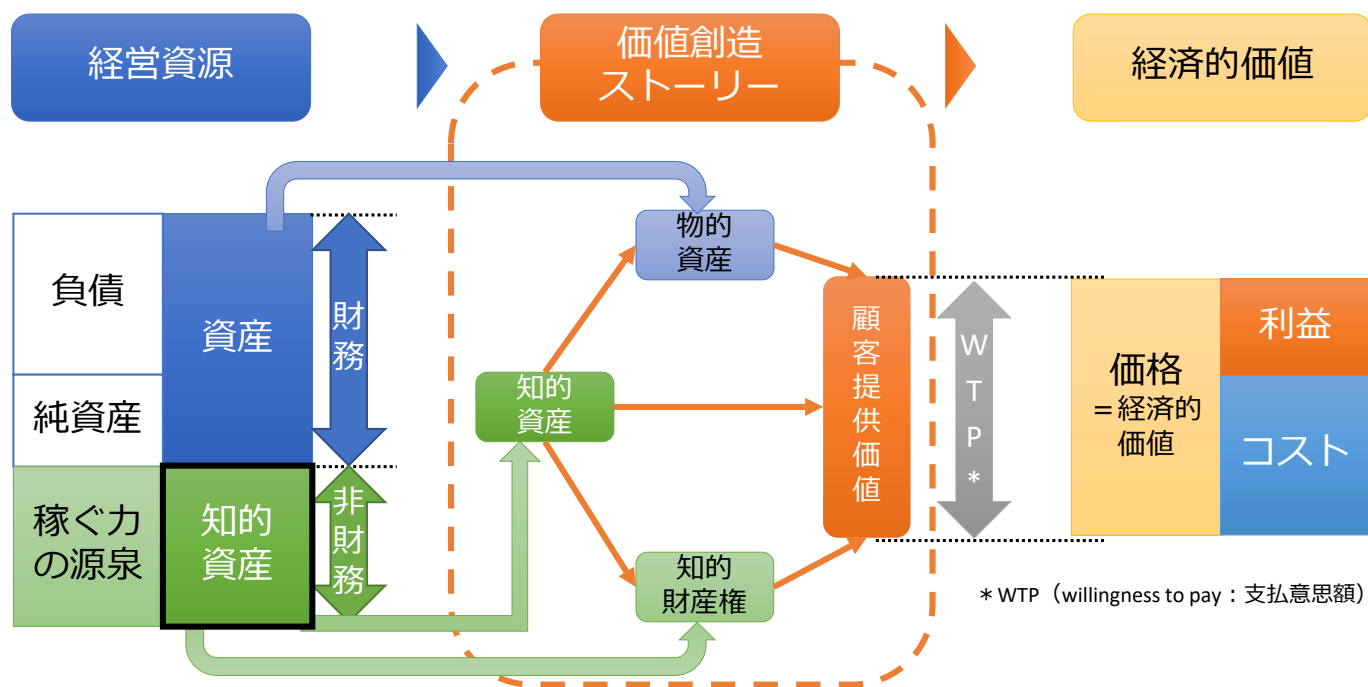 経営資源
価値創造
ストーリー
経済的価値
負債
純資産
稼ぐ力
の源泉
資産
知的
資産
財務
非財務
物的
資産
知的
資産
知的
財産権
顧客提供価値
WTP*
価格
＝経済的
価値
利益
コスト
＊WTP（willingness to pay：支払意思額）